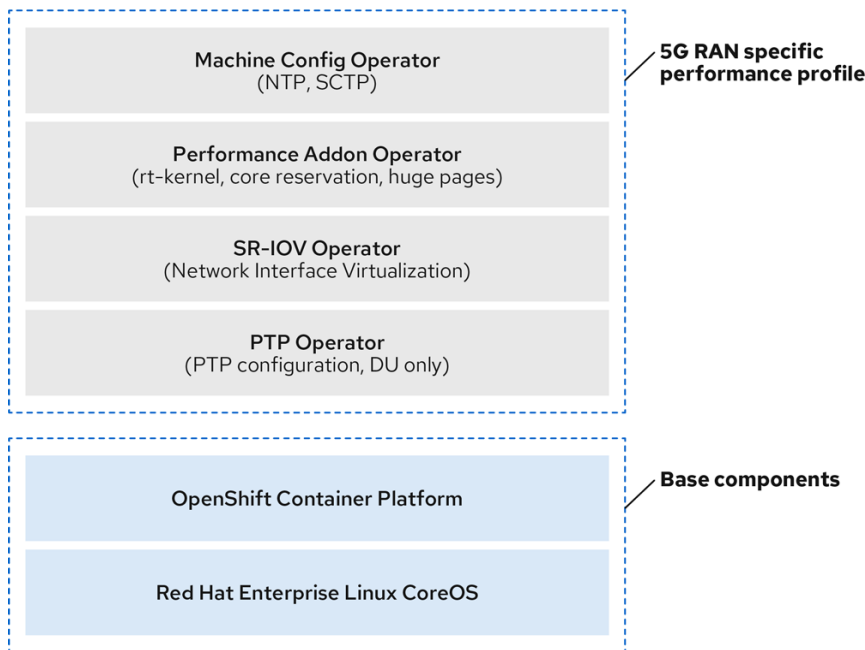 Machine Config Operator
(NTP, SCTP)
5G RAN specific
performance profile
Performance Addon Operator
(rt-kernel, core reservation, huge pages)
SR-IOV Operator
(Network Interface Virtualization)
PTP Operator
(PTP configuration, DU only)
OpenShift Container Platform
Base components
Red Hat Enterprise Linux CoreOS